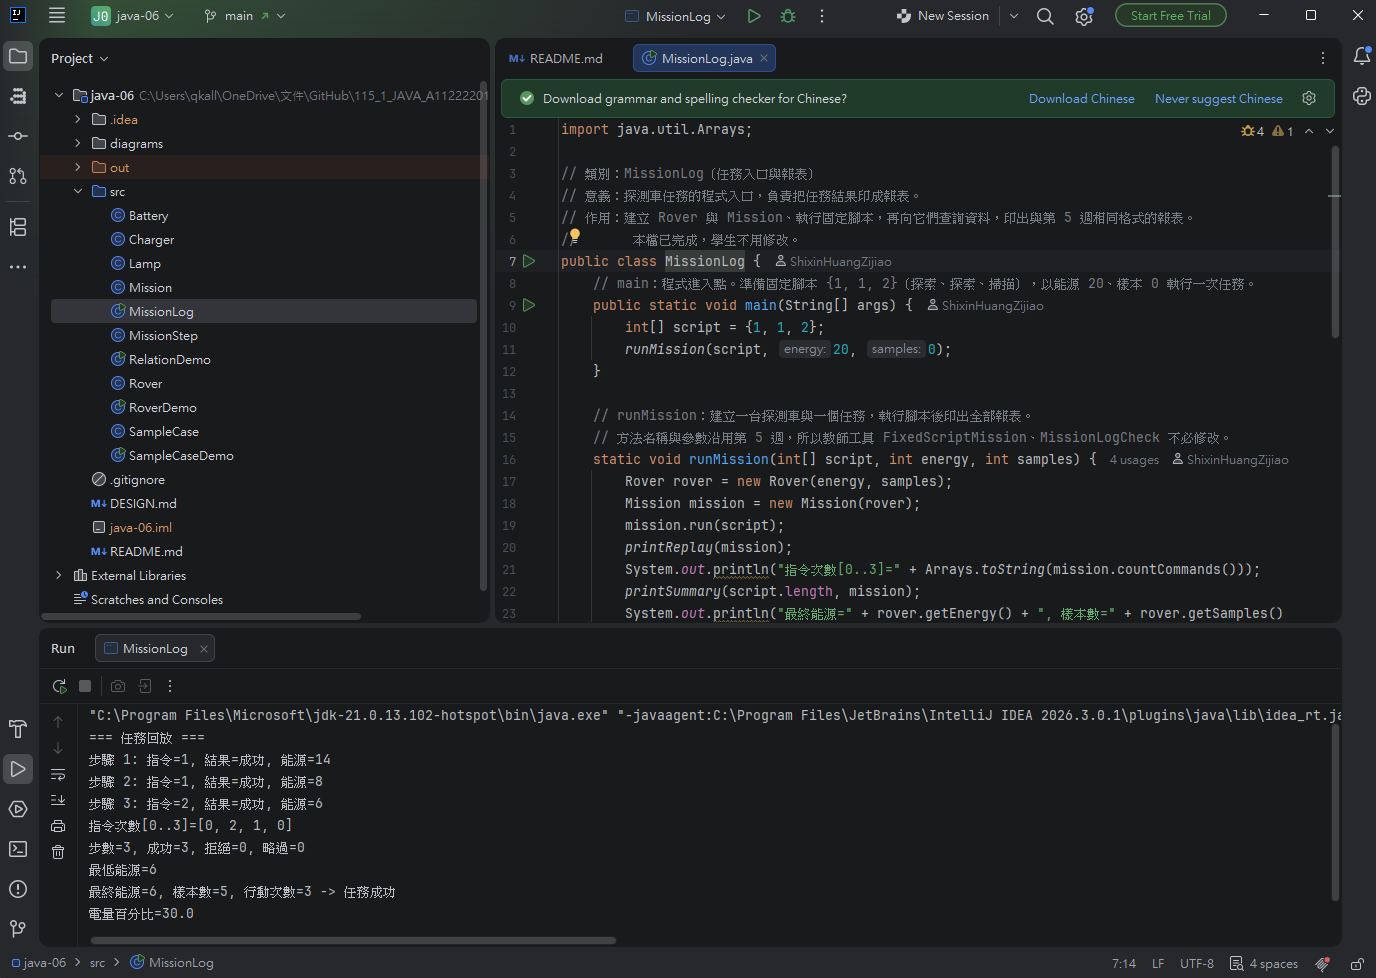 J0 java-06 main MissionLog New Session Start Free Trial
Project
java-06 C:\Users\qkall\OneDrive\文件\GitHub\115_1_JAVA_A11222201
.idea
diagrams
out
src
Battery
Charger
Lamp
Mission
MissionLog
MissionStep
RelationDemo
Rover
RoverDemo
SampleCase
SampleCaseDemo
.gitignore
M↓ DESIGN.md
java-06.iml
M↓ README.md
External Libraries
Scratches and Consoles
M↓ README.md MissionLog.java
Download grammar and spelling checker for Chinese? Download Chinese Never suggest Chinese
4 1
1 import java.util.Arrays;
2
3 // 類別：MissionLog（任務入口與報表）
4 // 意義：探測車任務的程式入口，負責把任務結果印成報表。
5 // 作用：建立 Rover 與 Mission、執行固定腳本，再向它們查詢資料，印出與第 5 週相同格式的報表。
6 // 本檔已完成，學生不用修改。
7 public class MissionLog { ShixinHuangZijiao
8 // main：程式進入點。準備固定腳本 {1, 1, 2}（探索、探索、掃描），以能源 20、樣本 0 執行一次任務。
9 public static void main(String[] args) { ShixinHuangZijiao
10 int[] script = {1, 1, 2};
11 runMission(script, energy: 20, samples: 0);
12 }
13
14 // runMission：建立一台探測車與一個任務，執行腳本後印出全部報表。
15 // 方法名稱與參數沿用第 5 週，所以教師工具 FixedScriptMission、MissionLogCheck 不必修改。
16 static void runMission(int[] script, int energy, int samples) { 4 usages ShixinHuangZijiao
17 Rover rover = new Rover(energy, samples);
18 Mission mission = new Mission(rover);
19 mission.run(script);
20 printReplay(mission);
21 System.out.println("指令次數[0..3]=" + Arrays.toString(mission.countCommands()));
22 printSummary(script.length, mission);
23 System.out.println("最終能源=" + rover.getEnergy() + ", 樣本數=" + rover.getSamples()
Run MissionLog
"C:\Program Files\Microsoft\jdk-21.0.13.102-hotspot\bin\java.exe" "-javaagent:C:\Program Files\JetBrains\IntelliJ IDEA 2026.3.0.1\plugins\java\lib\idea_rt.ja
=== 任務回放 ===
步驟 1: 指令=1, 結果=成功, 能源=14
步驟 2: 指令=1, 結果=成功, 能源=8
步驟 3: 指令=2, 結果=成功, 能源=6
指令次數[0..3]=[0, 2, 1, 0]
步數=3, 成功=3, 拒絕=0, 略過=0
最低能源=6
最終能源=6, 樣本數=5, 行動次數=3 -> 任務成功
電量百分比=30.0
java-06 > src > MissionLog 7:14 LF UTF-8 4 spaces